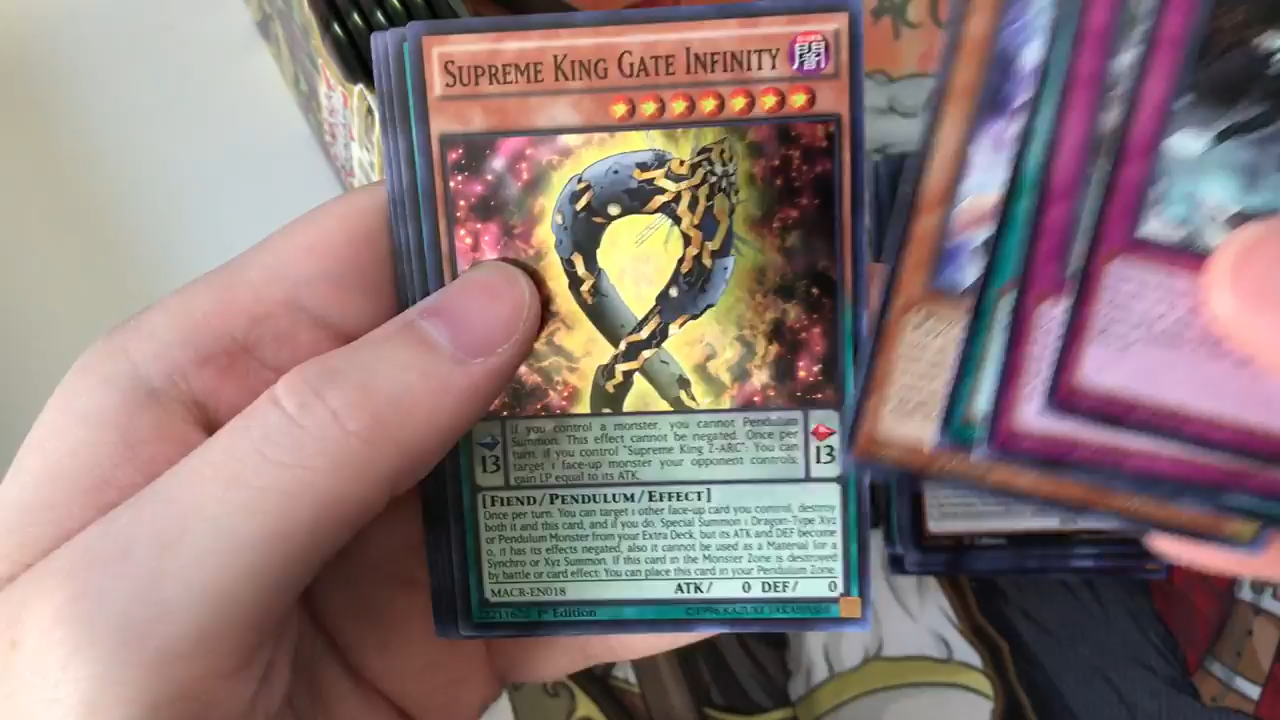 SUPREME KING GATE INFINITY
闇
If you control a monster, you cannot Pendulum
Summon. This effect cannot be negated. Once per
turn, if you control "Supreme King Z-ARC": You can
target 1 face-up monster your opponent controls;
gain LP equal to its ATK.
13
13
[FIEND/PENDULUM/EFFECT]
Once per turn: You can target 1 other face-up card you control, destroy
both it and this card, and if you do, Special Summon 1 Dragon-Type Xyz
or Pendulum Monster from your Extra Deck, but its ATK and DEF become
0, it has its effects negated, also it cannot be used as a Material for a
Synchro or Xyz Summon. If this card in the Monster Zone is destroyed
by battle or card effect: You can place this card in your Pendulum Zone.
MACR-EN018
ATK/ 0 DEF/ 0
1st Edition
©1996 KAZUKI TAKAHASHI